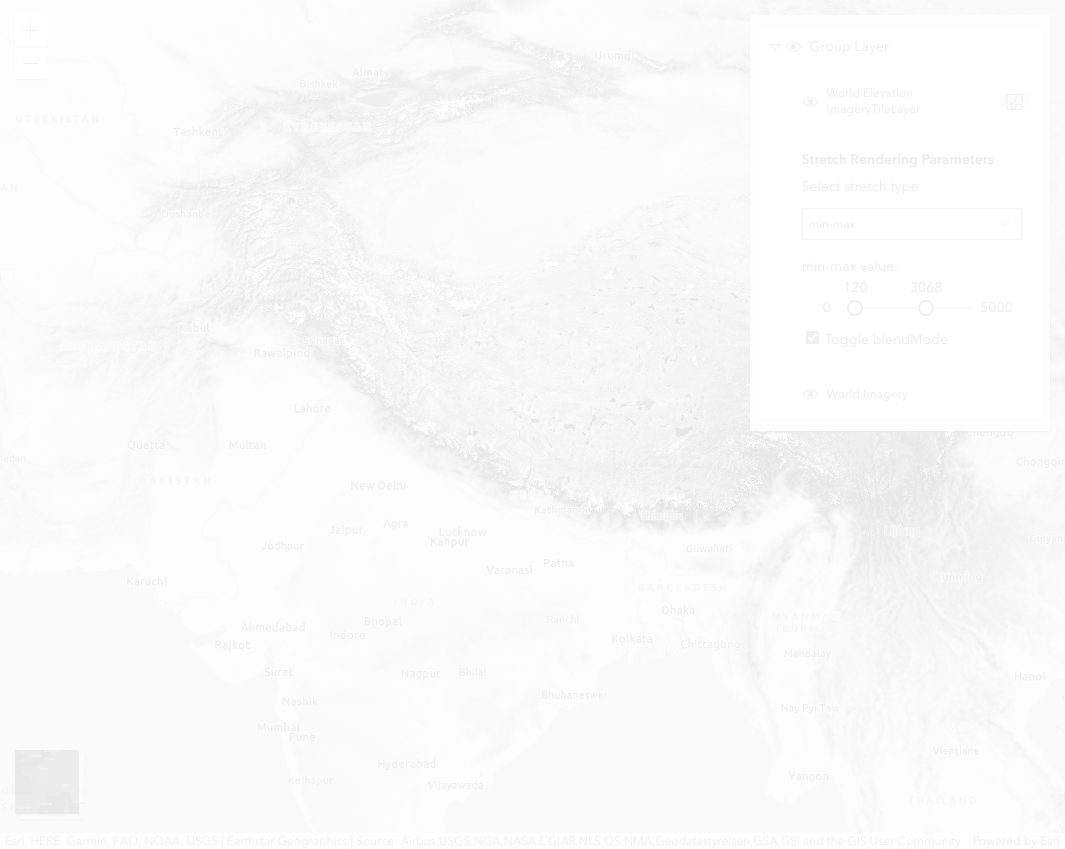 Group Layer
World Elevation
ImageryTileLayer
Stretch Rendering Parameters
Select stretch type
min-max
min-max value:
120 3068
0 5000
Toggle blendMode
World Imagery
Urumqi
Almaty
Bishkek
UZBEKISTAN
Tashkent
AN
Dushanbe
Kabul
Rawalpindi
Lahore
Quetta
Multan
PAKISTAN
New Delhi
Chongqin
Kathmandu
Jaipur
Agra
Lucknow
Kanpur
Jodhpur
Guwahati
Patna
Varanasi
Karachi
BANGLADESH
INDIA
Dhaka
Ranchi
Bhopal
Ahmedabad
Indore
Kolkata
Chittagong
Rajkot
Mandalay
Surat
Nagpur
Bhilai
Hanoi
Bhubaneswar
Nashik
Nay Pyi Taw
Mumbai
Pune
Vientiane
Hyderabad
Yangon
Kolhapur
Vijayawada
THAILAND
Esri, HERE, Garmin, FAO, NOAA, USGS | Earthstar Geographics | Source: Airbus,USGS,NGA,NASA,CGIAR,NLS,OS,NMA,Geodatastyrelsen,GSA,GSI and the GIS User Community Powered by Esri